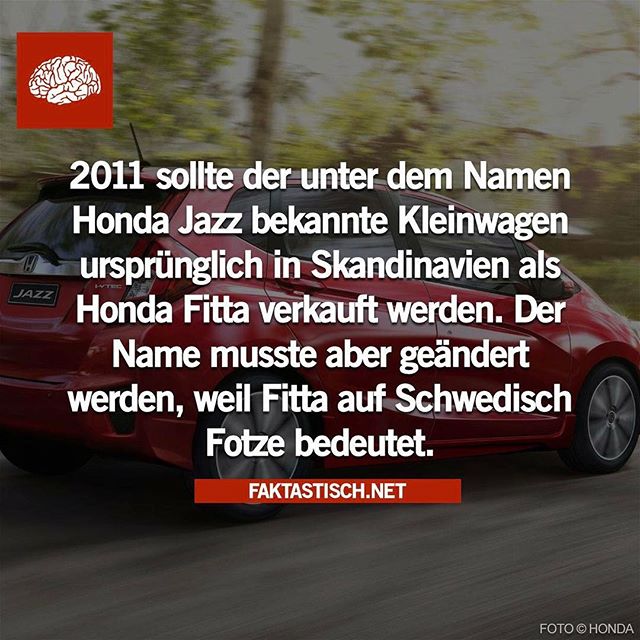 2011 sollte der unter dem Namen
Honda Jazz bekannte Kleinwagen
ursprünglich in Skandinavien als
Honda Fitta verkauft werden. Der
Name musste aber geändert
werden, weil Fitta auf Schwedisch
Fotze bedeutet.
FAKTASTISCH.NET
JAZZ
i-VTEC
FOTO © HONDA